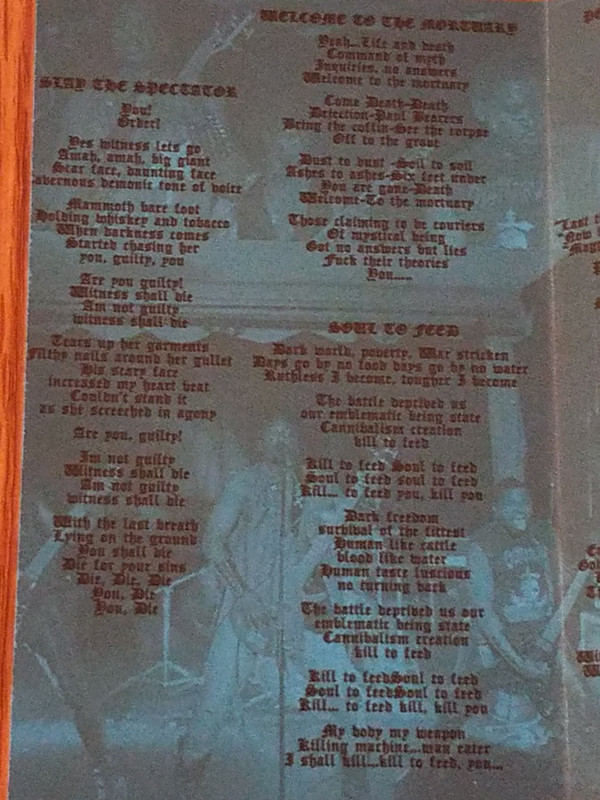 SLAY THE SPECTATOR
You!
Order!
Yes witness lets go
Amah, amah, big giant
Star face, daunting face
cavernous demonic tone of voice
Mammoth bare foot
Holding whiskey and tobacco
When darkness comes
Started chasing her
you, guilty, you
Are you guilty!
Witness shall die
Am not guilty
witness shall die
Tears up her garments
Filthy nails around her gullet
His scary face
increased my heart beat
Couldn't stand it
as she screeched in agony
Are you, guilty!
Im not guilty
Witness shall die
Am not guilty
witness shall die
With the last breath
Lying on the ground
You shall die
Die for your sins
Die, Die, Die
You, Die
You, Die
WELCOME TO THE MORTUARY
Yeah...Life and death
Command of myth
Inquiries, no answers
Welcome to the mortuary
Come Death-Death
Dejection-Paul Bearers
Bring the coffin-See the corpse
Off to the grave
Dust to dust -Soil to soil
Ashes to ashes-Six feet under
You are gone-Death
Welcome-To the mortuary
Those claiming to be couriers
Of mystical being
Got no answers but lies
Fuck their theories
You.....
SOUL TO FEED
Dark world, poverty, War stricken
Days go by no food days go by no water
Ruthless I become, tougher I become
The battle deprived us
our emblematic being state
Cannibalism creation
kill to feed
Kill to feed Soul to feed
Soul to feed soul to feed
Kill... to feed you, kill you
Dark freedom
survival of the fittest
Human like cattle
blood like water
Human taste luscious
no turning back
The battle deprived us our
emblematic being state
Cannibalism creation
kill to feed
Kill to feedSoul to feed
Soul to feedSoul to feed
Kill... to feed kill, kill you
My body my weapon
Killing machine...man eater
I shall kill...kill to feed, you...
"Last t
"Now